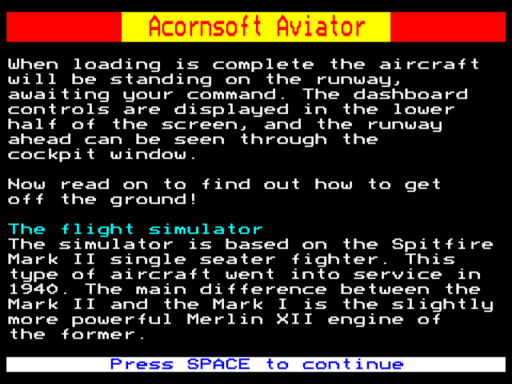 Acornsoft Aviator
When loading is complete the aircraft
will be standing on the runway,
awaiting your command. The dashboard
controls are displayed in the lower
half of the screen, and the runway
ahead can be seen through the
cockpit window.
Now read on to find out how to get
off the ground!
The flight simulator
The simulator is based on the Spitfire
Mark II single seater fighter. This
type of aircraft went into service in
1940. The main difference between the
Mark II and the Mark I is the slightly
more powerful Merlin XII engine of
the former.
Press SPACE to continue